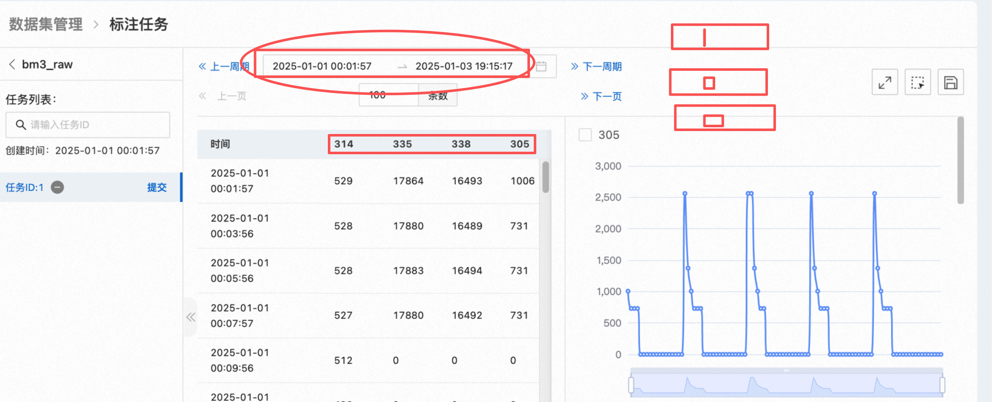 数据集管理 > 标注任务
bm3_raw
任务列表：
请输入任务ID
创建时间：2025-01-01 00:01:57
任务ID:1 提交
上一周期 2025-01-01 00:01:57 → 2025-01-03 19:15:17 下一周期
上一页 100 条数 下一页
时间 314 335 338 305
2025-01-01
00:01:57 529 17864 16493 1006
2025-01-01
00:03:56 528 17880 16489 731
2025-01-01
00:05:56 528 17883 16494 731
2025-01-01
00:07:57 527 17880 16492 731
2025-01-01
00:09:56 512 0 0 0
2025-01-01
305
3,000
2,500
2,000
1,500
1,000
500
0